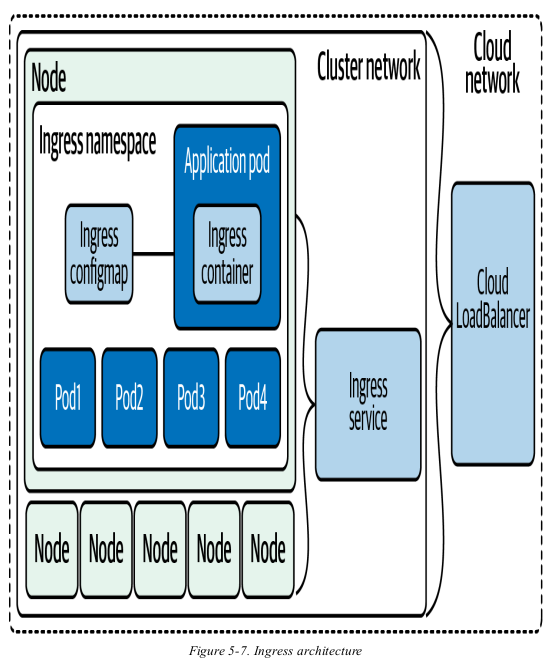 Cloud
network
Cluster network
Node
Ingress namespace
Application pod
Ingress
configmap
Ingress
container
Cloud
LoadBalancer
Pod1
Pod2
Pod3
Pod4
Ingress
service
Node
Node
Node
Node
Node
Figure 5-7. Ingress architecture